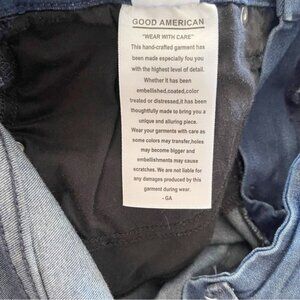 GOOD AMERICAN
"WEAR WITH CARE"
This hand-crafted garment has
been made especially fou you
with the highest level of detail.
Whether it has been
embellished,coated,color
treated or distressed,it has been
thoughtfully made to bring you a
unique and alluring piece.
Wear your garments with care as
some colors may transfer,holes
may become bigger and
embellishments may cause
scratches. We are not liable for
any damages produced by this
garment during wear.
- GA